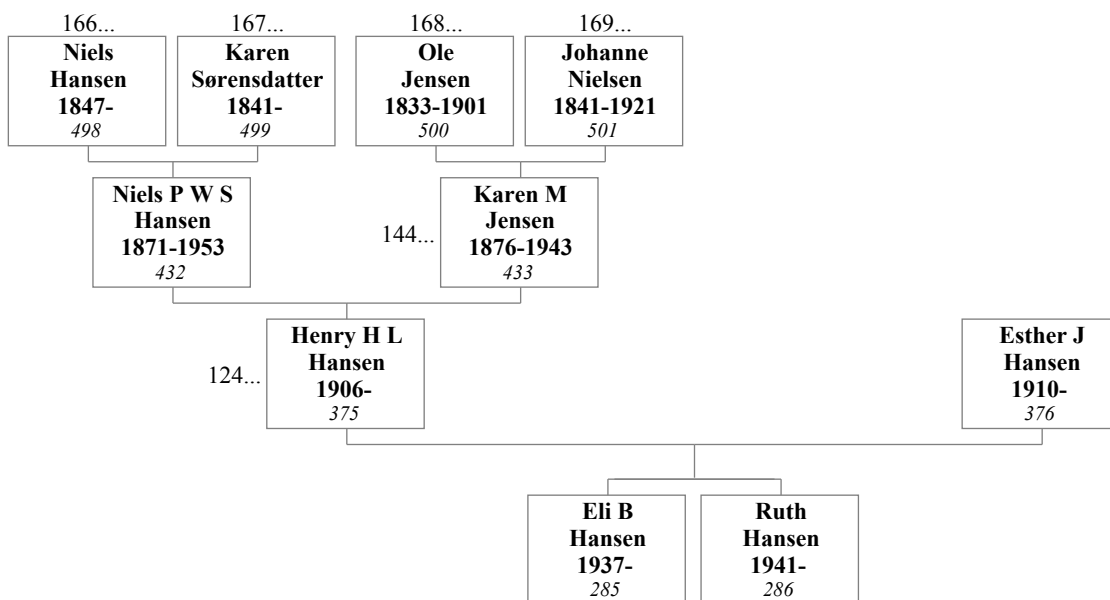 166...
167...
168...
169...
Niels
Hansen
1847-
498
Karen
Sørensdatter
1841-
499
Ole
Jensen
1833-1901
500
Johanne
Nielsen
1841-1921
501
Niels P W S
Hansen
1871-1953
432
144...
Karen M
Jensen
1876-1943
433
124...
Henry H L
Hansen
1906-
375
Esther J
Hansen
1910-
376
Eli B
Hansen
1937-
285
Ruth
Hansen
1941-
286